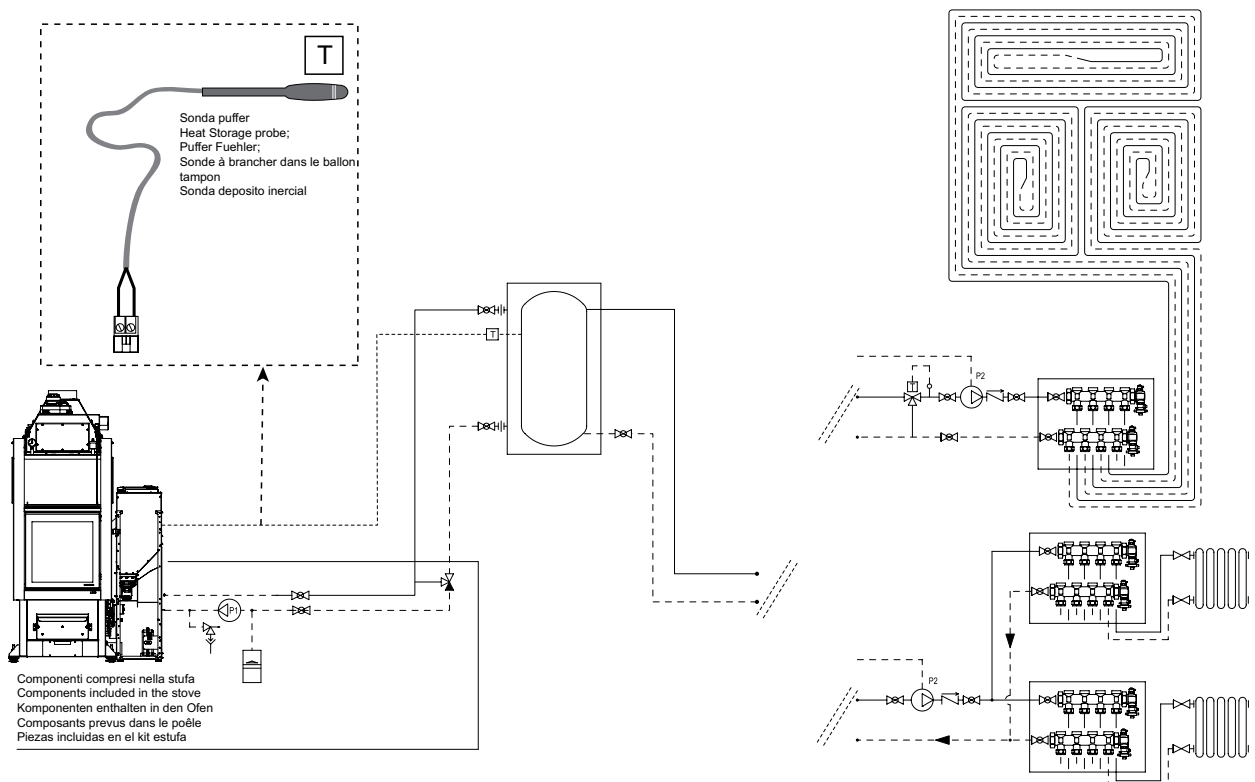 T
Sonda puffer
Heat Storage probe;
Puffer Fuehler;
Sonde à brancher dans le ballon
tampon
Sonda deposito inercial
T
P2
P1
P2
Componenti compresi nella stufa
Components included in the stove
Komponenten enthalten in den Ofen
Composants prevus dans le poêle
Piezas incluidas en el kit estufa